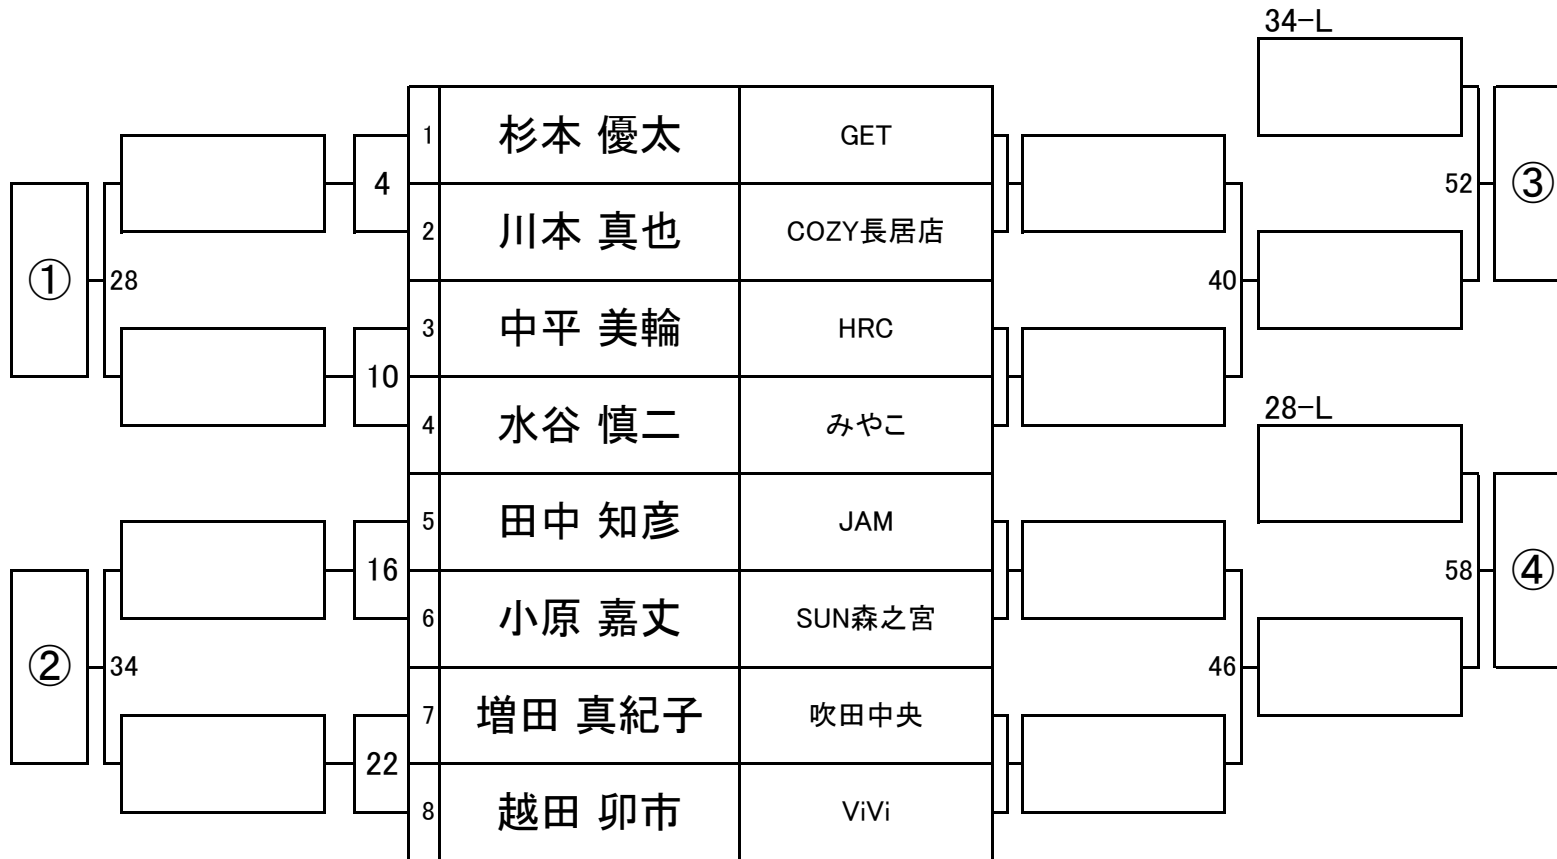 34-L
1 杉本 優太 GET
4
52 ③
2 川本 真也 COZY長居店
① 28
40
3 中平 美輪 HRC
10
4 水谷 慎二 みやこ
28-L
5 田中 知彦 JAM
16
58 ④
6 小原 嘉丈 SUN森之宮
② 34
46
7 増田 真紀子 吹田中央
22
8 越田 卯市 ViVi